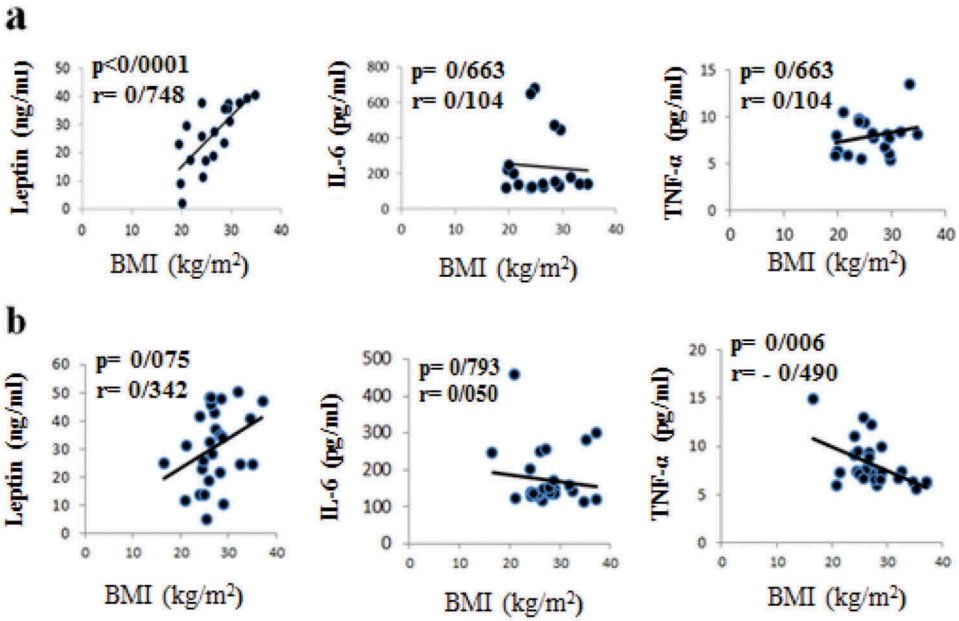 a
p<0/0001
r= 0/748
Leptin (ng/ml)
50
40
30
20
10
0
0 10 20 30 40
BMI (kg/m²)
p= 0/663
r= 0/104
IL-6 (pg/ml)
800
600
400
200
0
0 10 20 30 40
BMI (kg/m²)
p= 0/663
r= 0/104
TNF-α (pg/ml)
15
10
5
0
0 10 20 30 40
BMI (kg/m²)
b
p= 0/075
r= 0/342
Leptin (ng/ml)
60
50
40
30
20
10
0
0 10 20 30 40
BMI (kg/m²)
p= 0/793
r= 0/050
IL-6 (pg/ml)
500
400
300
200
100
0
0 10 20 30 40
BMI (kg/m²)
p= 0/006
r= - 0/490
TNF-α (pg/ml)
20
15
10
5
0
0 10 20 30 40
BMI (kg/m²)